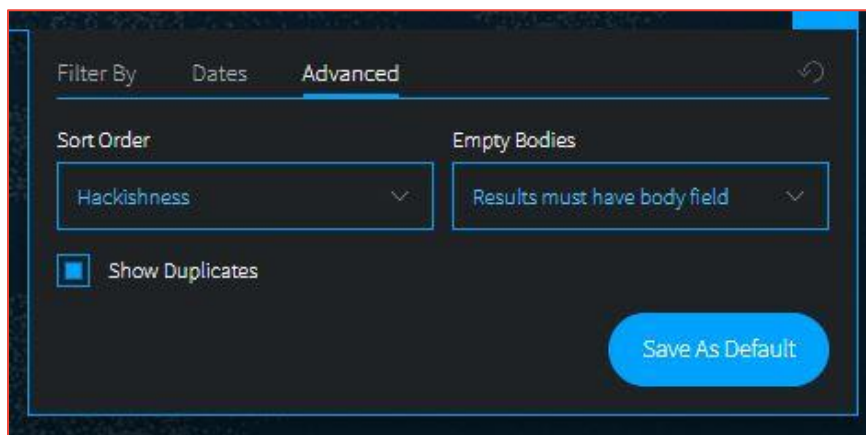 Filter By Dates Advanced
Sort Order Empty Bodies
Hackishness Results must have body field
Show Duplicates
Save As Default